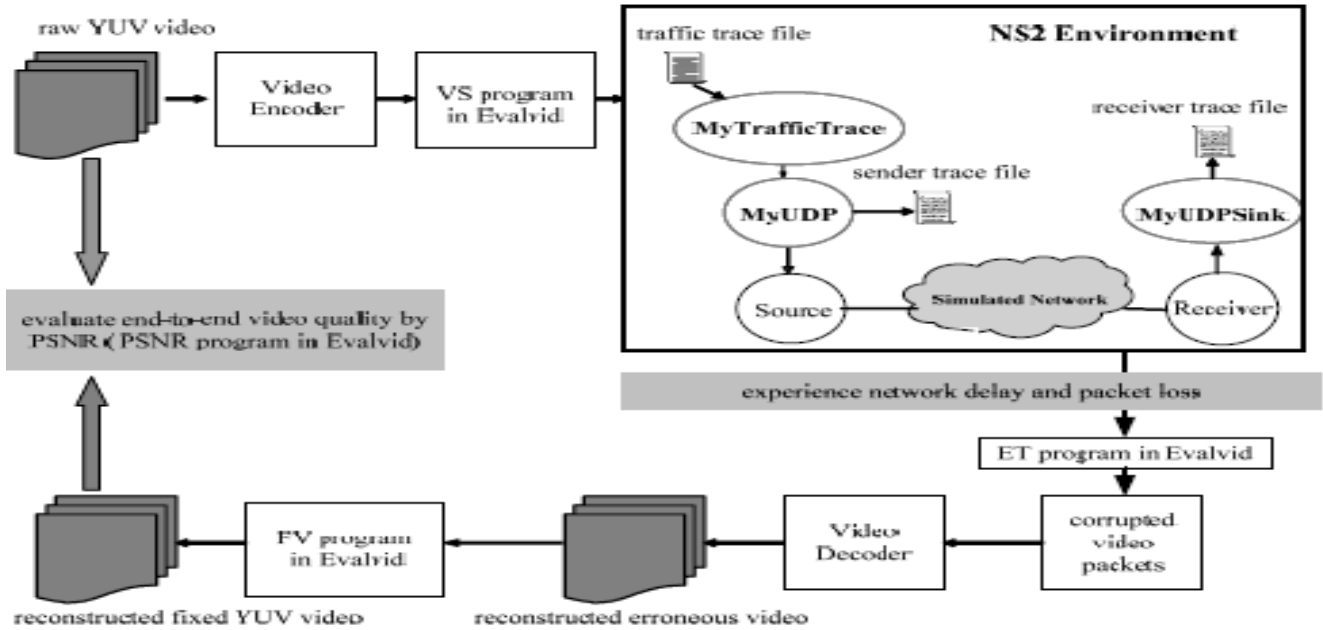 raw YUV video
Video
Encoder
VS program
in Evalvid
NS2 Environment
traffic trace file
MyTrafficTrace
receiver trace file
sender trace file
MyUDP
MyUDPSink
Source
Simulated Network
Receiver
evaluate end-to-end video quality by
PSNR ( PSNR program in Evalvid)
experience network delay and packet loss
ET program in Evalvid
corrupted
video
packets
Video
Decoder
FV program
in Evalvid
reconstructed fixed YUV video
reconstructed erroneous video